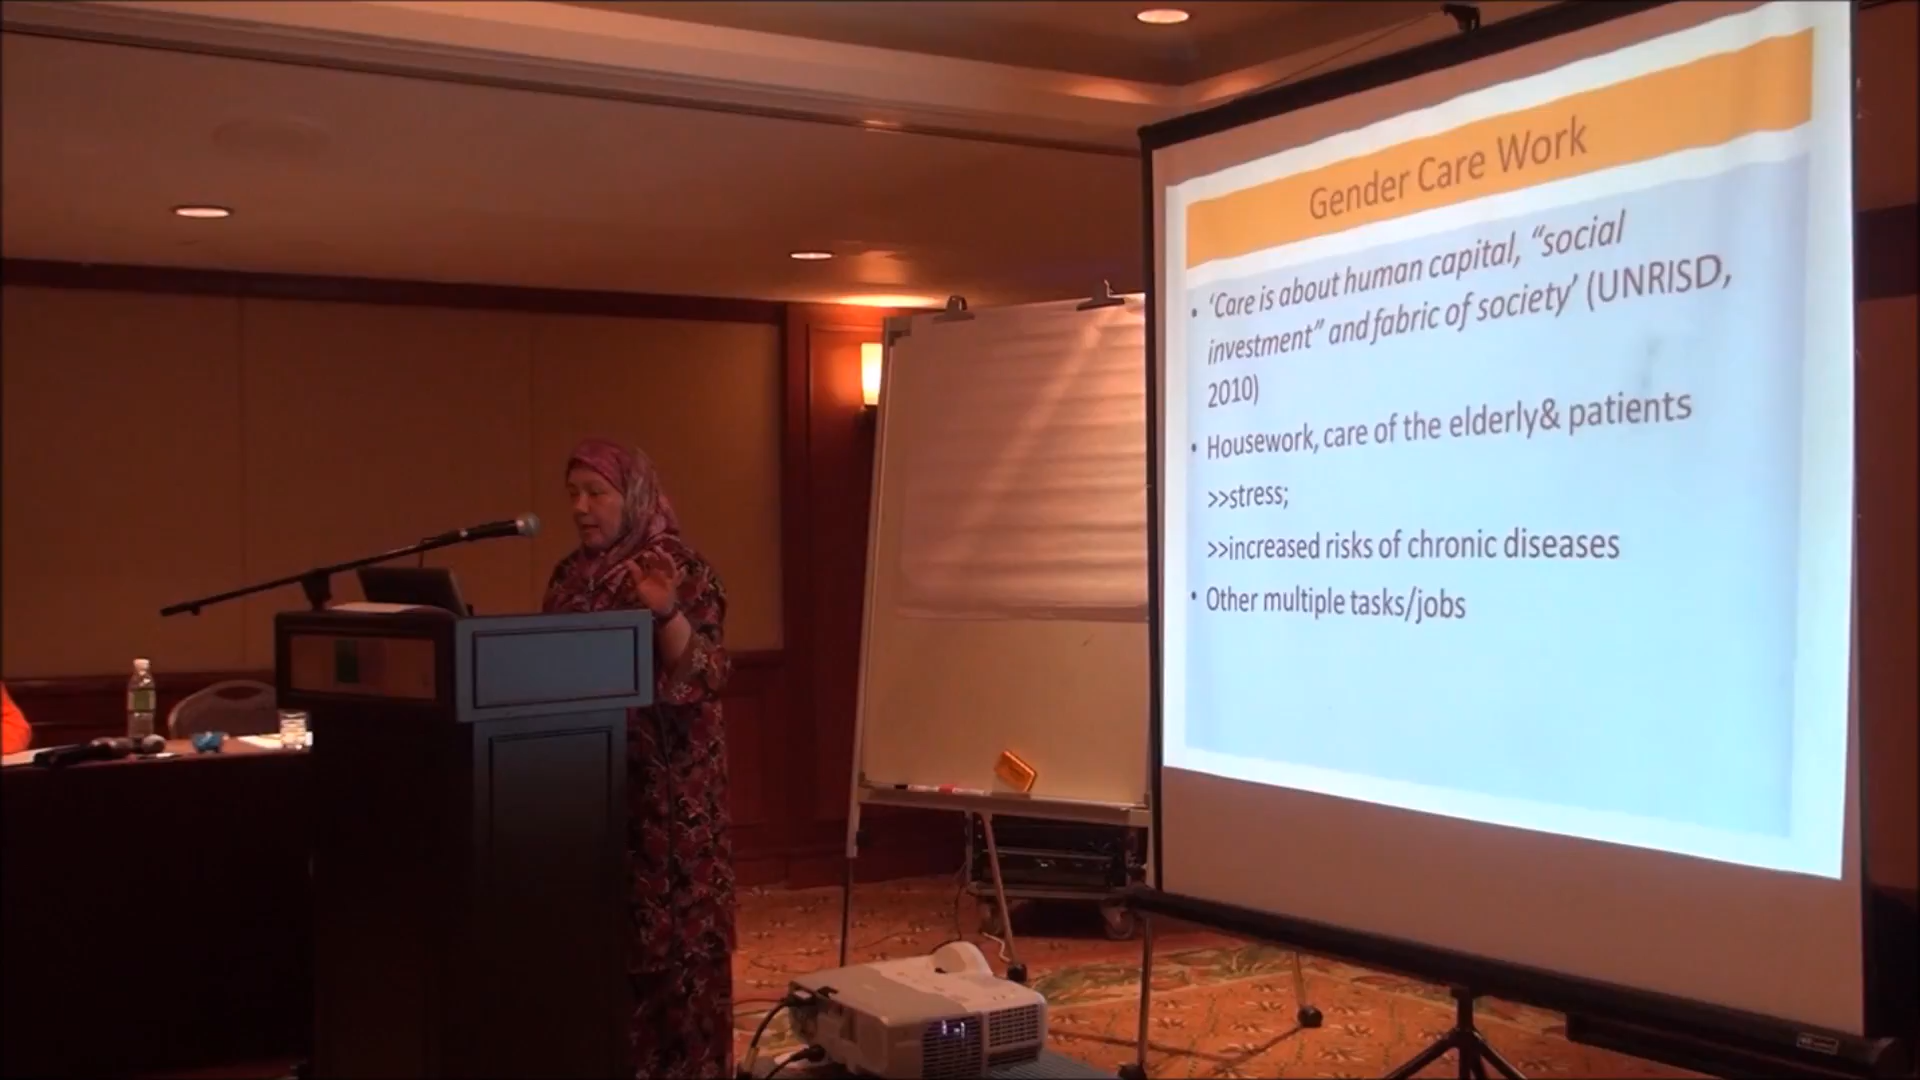 Gender Care Work
• ‘Care is about human capital, “social
investment” and fabric of society’ (UNRISD,
2010)
• Housework, care of the elderly& patients
>>stress;
>>increased risks of chronic diseases
• Other multiple tasks/jobs